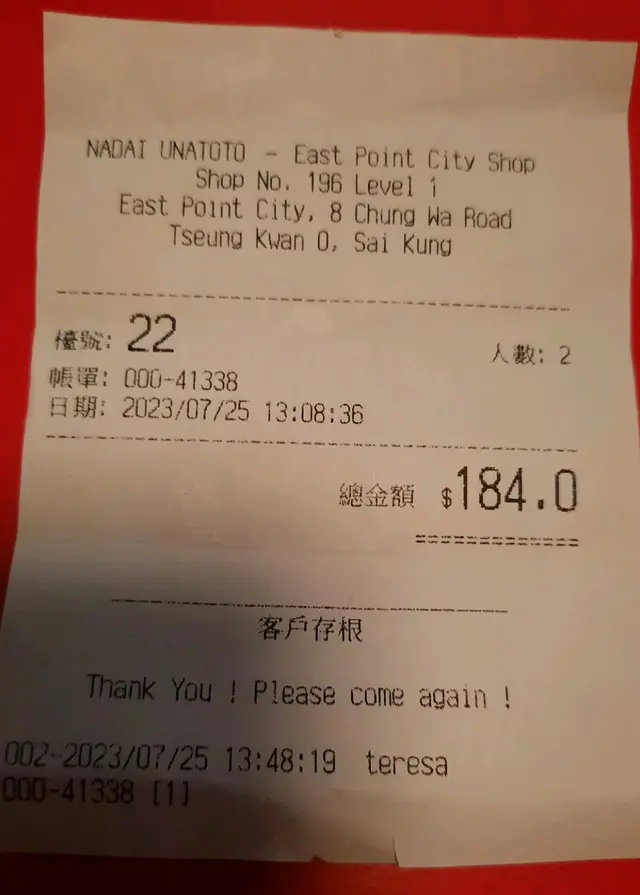 NADAI UNATOTO - East Point City Shop
Shop No. 196 Level 1
East Point City, 8 Chung Wa Road
Tseung Kwan O, Sai Kung
檯號: 22 人數: 2
帳單: 000-41338
日期: 2023/07/25 13:08:36
總金額 $184.0
客戶存根
Thank You ! Please come again !
002-2023/07/25 13:48:19 teresa
000-41338 [1]